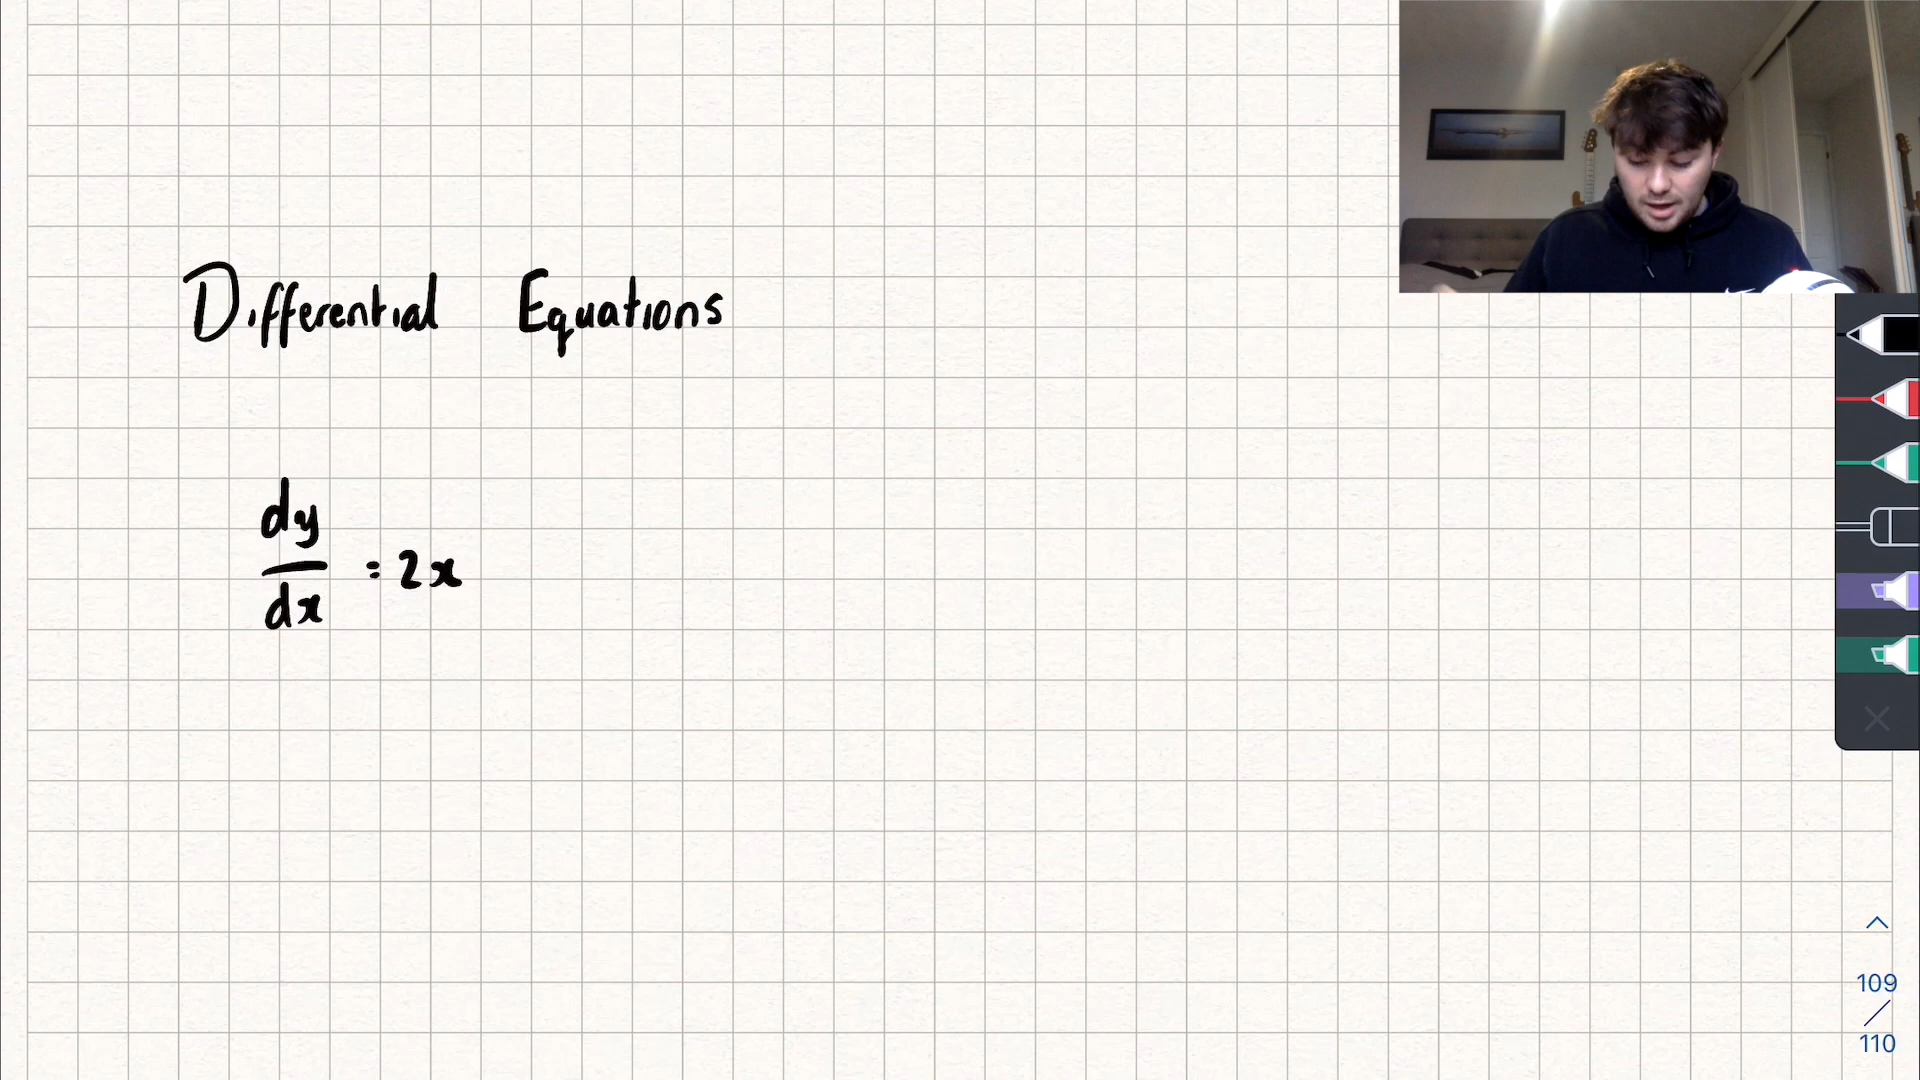 Differential Equations
dy
dx
= 2x
109
110